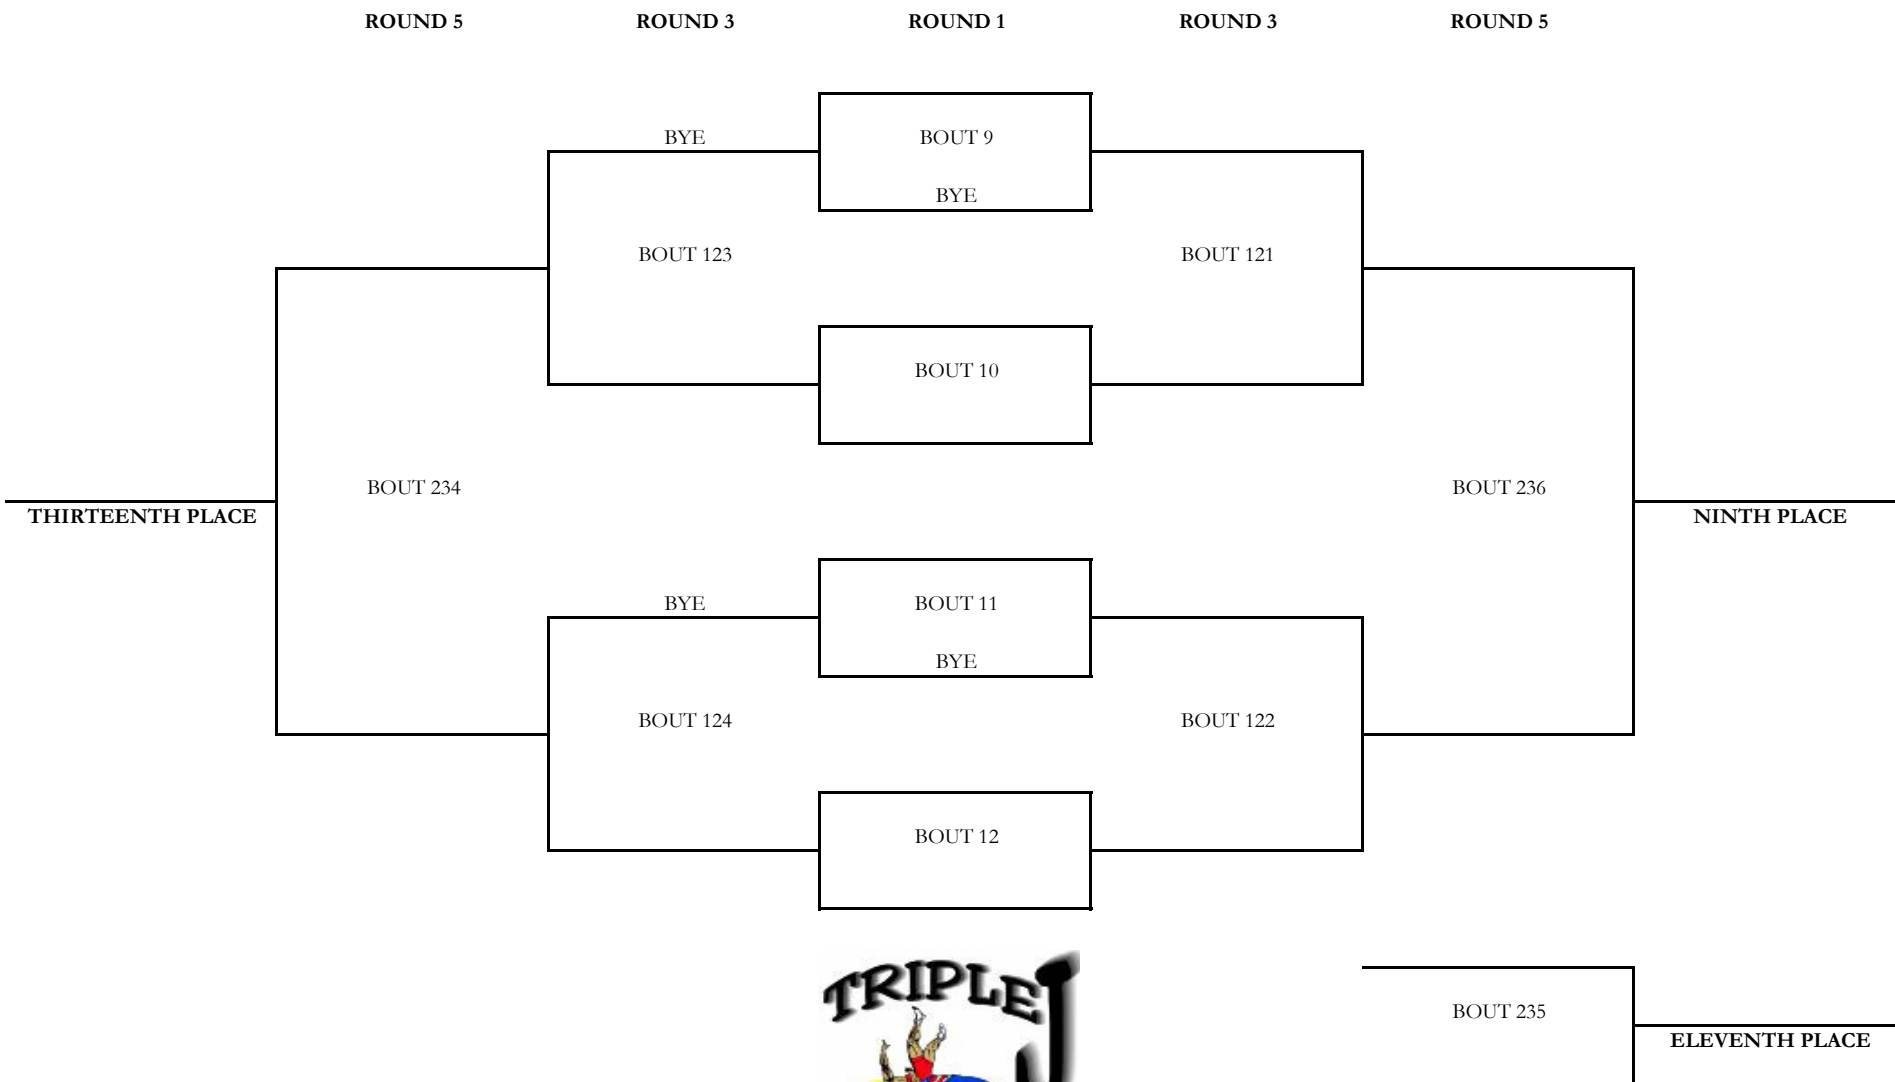 ROUND 5 ROUND 3 ROUND 1 ROUND 3 ROUND 5
BYE BOUT 9
BYE
BOUT 123 BOUT 121
BOUT 10
BOUT 234 BOUT 236
THIRTEENTH PLACE NINTH PLACE
BYE BOUT 11
BYE
BOUT 124 BOUT 122
BOUT 12
TRIPLE J
BOUT 235
ELEVENTH PLACE